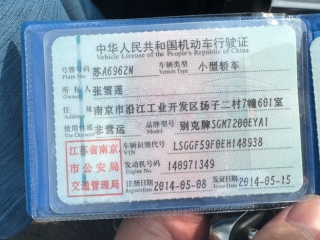 中华人民共和国机动车行驶证
Vehicle License of the People's Republic of China
号牌号码 苏A6962W 车辆类型 小型轿车
Plate No. Vehicle Type
所有人 张雪莲
Owner
住址 南京市沿江工业开发区扬子二村7幢601室
Address
使用性质 非营运 品牌型号 别克牌SGM7200EYA1
Use Character Model
江苏省南京 车辆识别代号 LSGGF59F0EH148938
VIN
市公安局 发动机号码 140971349
Engine No.
交通管理局 注册日期 2014-05-08 发证日期 2014-05-15
Register Date Issue Date